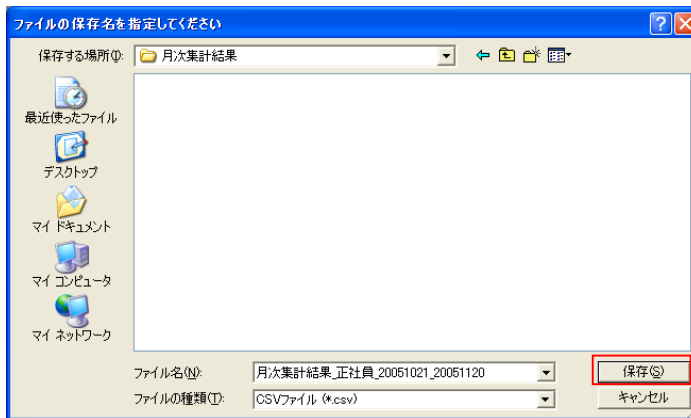 ファイルの保存名を指定してください
保存する場所(I): 月次集計結果
最近使ったファイル
デスクトップ
マイ ドキュメント
マイ コンピュータ
マイ ネットワーク
ファイル名(N): 月次集計結果_正社員_20051021_20051120 保存(S)
ファイルの種類(T): CSVファイル (*.csv) キャンセル